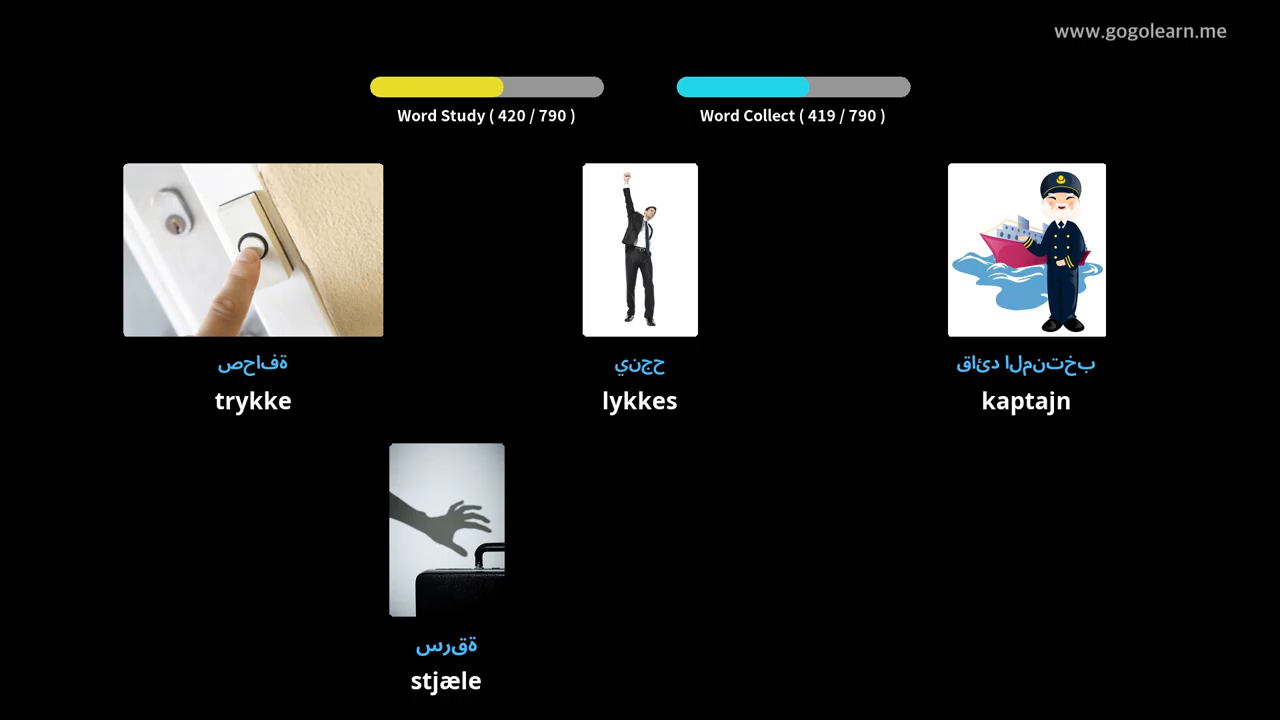 www.gogolearn.me
Word Study ( 420 / 790 )
Word Collect ( 419 / 790 )
صحافة
ينجح
قائد المنتخب
trykke
lykkes
kaptajn
سرقة
stjæle